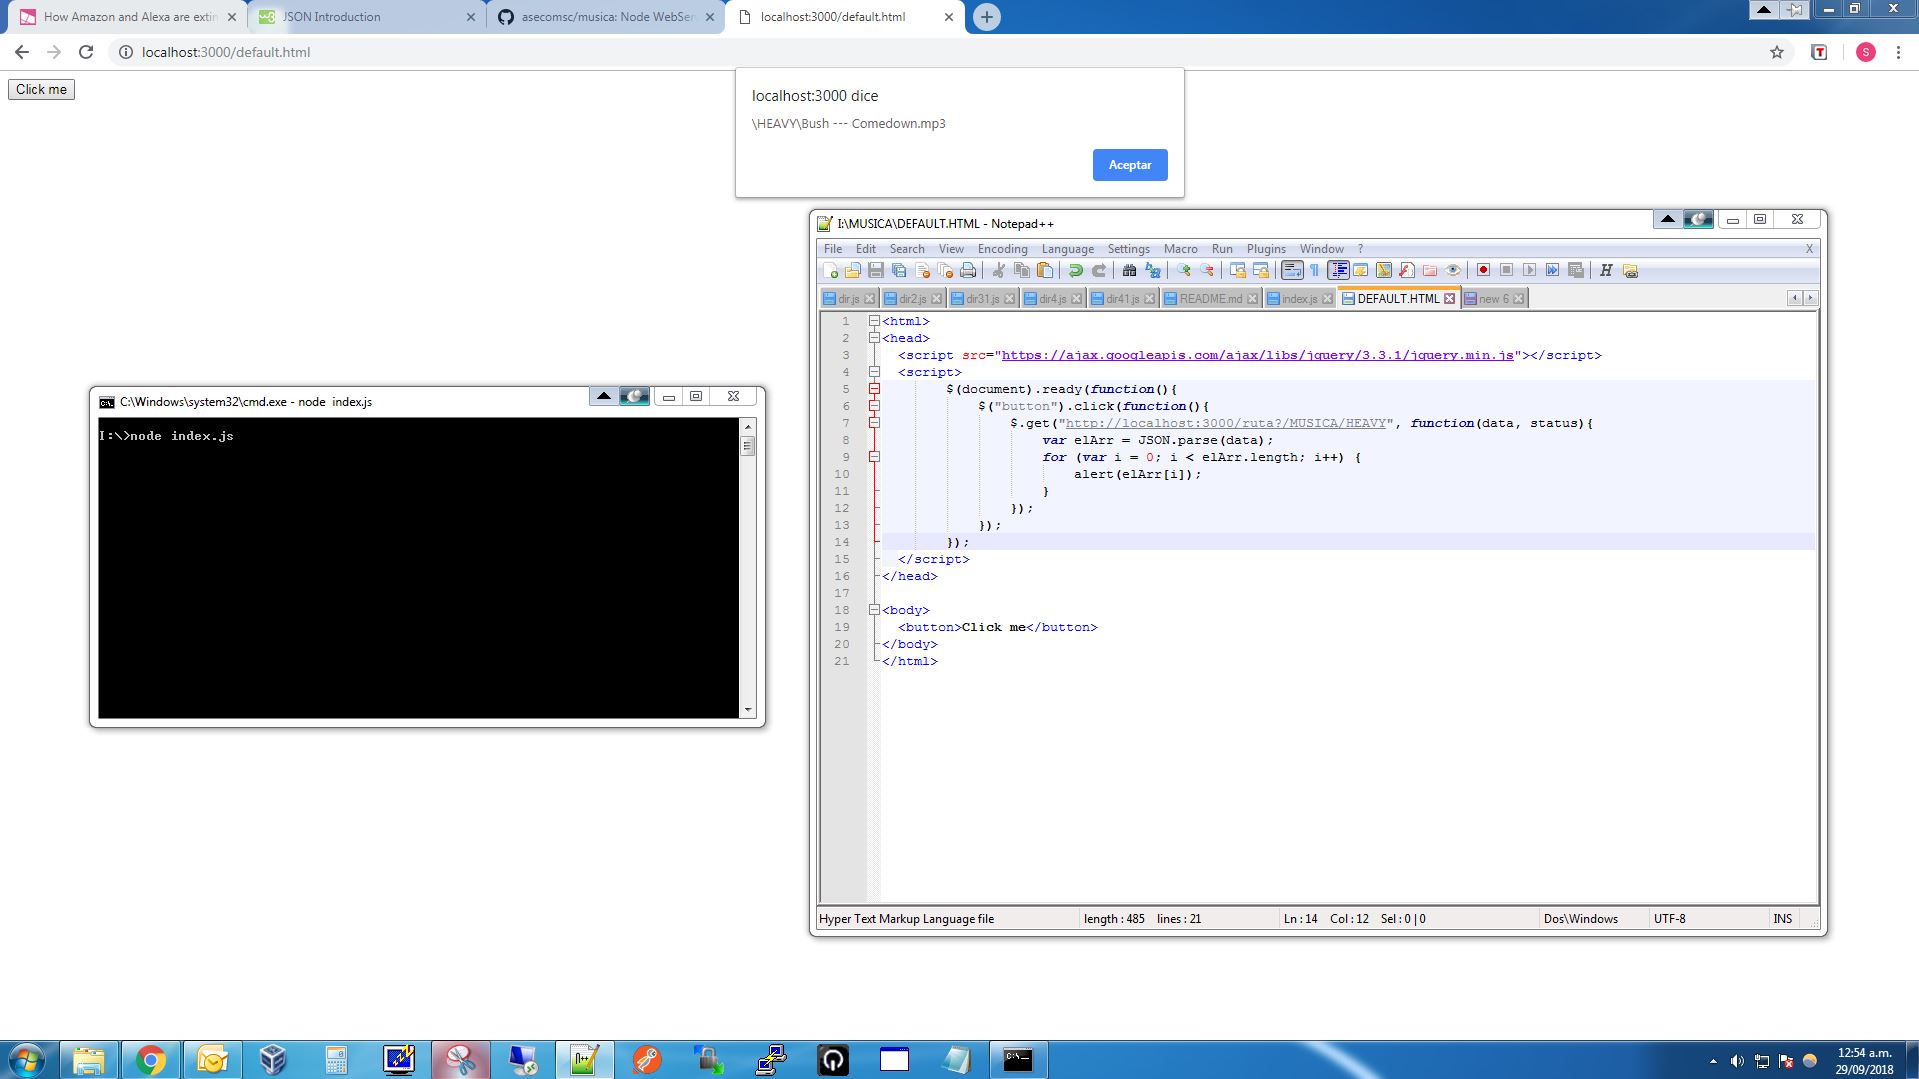 How Amazon and Alexa are extin
JSON Introduction
asecomsc/musica: Node WebSer
localhost:3000/default.html
localhost:3000/default.html
S
Click me
localhost:3000 dice
\HEAVY\Bush --- Comedown.mp3
Aceptar
C:\Windows\system32\cmd.exe - node  index.js
I:\>node index.js
I:\MUSICA\DEFAULT.HTML - Notepad++
File Edit Search View Encoding Language Settings Macro Run Plugins Window ? X
dir.js dir2.js dir31.js dir4.js dir41.js README.md index.js DEFAULT.HTML new 6
1 <html>
2 <head>
3 <script src="https://ajax.googleapis.com/ajax/libs/jquery/3.3.1/jquery.min.js"></script>
4 <script>
5 $(document).ready(function(){
6 $("button").click(function(){
7 $.get("http://localhost:3000/ruta?/MUSICA/HEAVY", function(data, status){
8 var elArr = JSON.parse(data);
9 for (var i = 0; i < elArr.length; i++) {
10 alert(elArr[i]);
11 }
12 });
13 });
14 });
15 </script>
16 </head>
17
18 <body>
19 <button>Click me</button>
20 </body>
21 </html>
Hyper Text Markup Language file length : 485 lines : 21 Ln : 14 Col : 12 Sel : 0 | 0 Dos\Windows UTF-8 INS
12:54 a.m.
29/09/2018